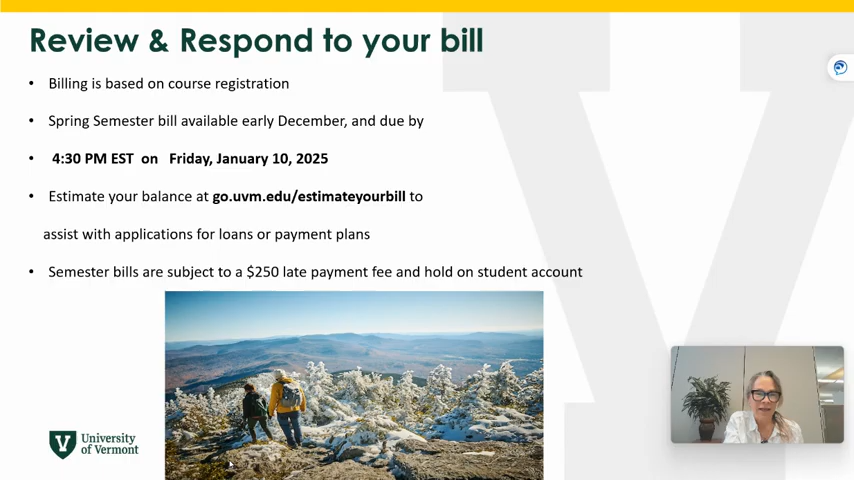 Review & Respond to your bill
• Billing is based on course registration
• Spring Semester bill available early December, and due by
• 4:30 PM EST on Friday, January 10, 2025
• Estimate your balance at go.uvm.edu/estimateyourbill to
assist with applications for loans or payment plans
• Semester bills are subject to a $250 late payment fee and hold on student account
V
University
of Vermont